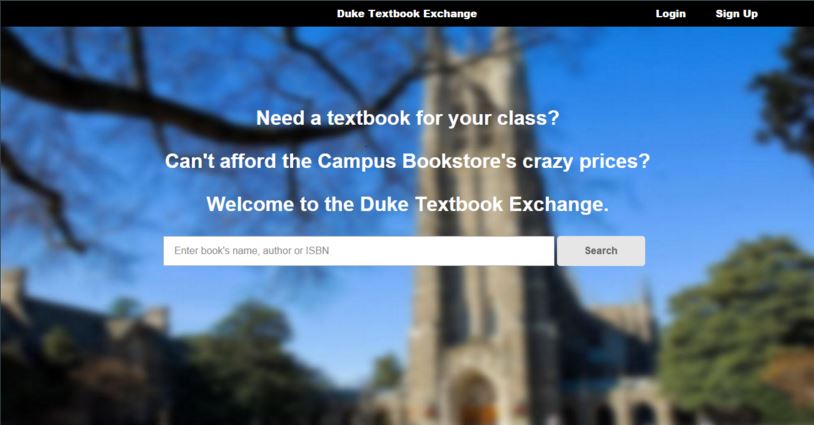 Duke Textbook Exchange
Login
Sign Up
Need a textbook for your class?
Can't afford the Campus Bookstore's crazy prices?
Welcome to the Duke Textbook Exchange.
Enter book's name, author or ISBN
Search